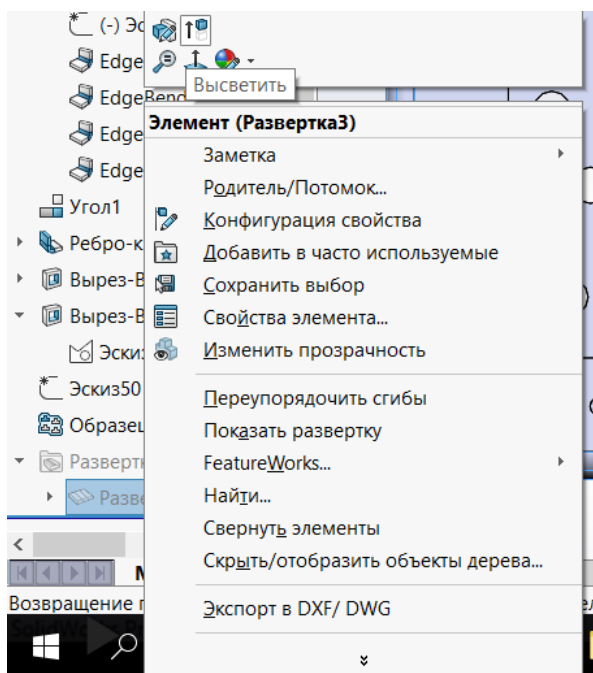 (-) Эс
Edge
Высветить
EdgeBend
Edge
Edge
Угол1
Ребро-к
Вырез-В
Вырез-В
Эски
Эскиз50
Образец
Разверт
Разве
Элемент (Развертка3)
Заметка
Родитель/Потомок...
Конфигурация свойства
Добавить в часто используемые
Сохранить выбор
Свойства элемента...
Изменить прозрачность
Переупорядочить сгибы
Показать развертку
FeatureWorks...
Найти...
Свернуть элементы
Скрыть/отобразить объекты дерева...
Экспорт в DXF/ DWG
Возвращение